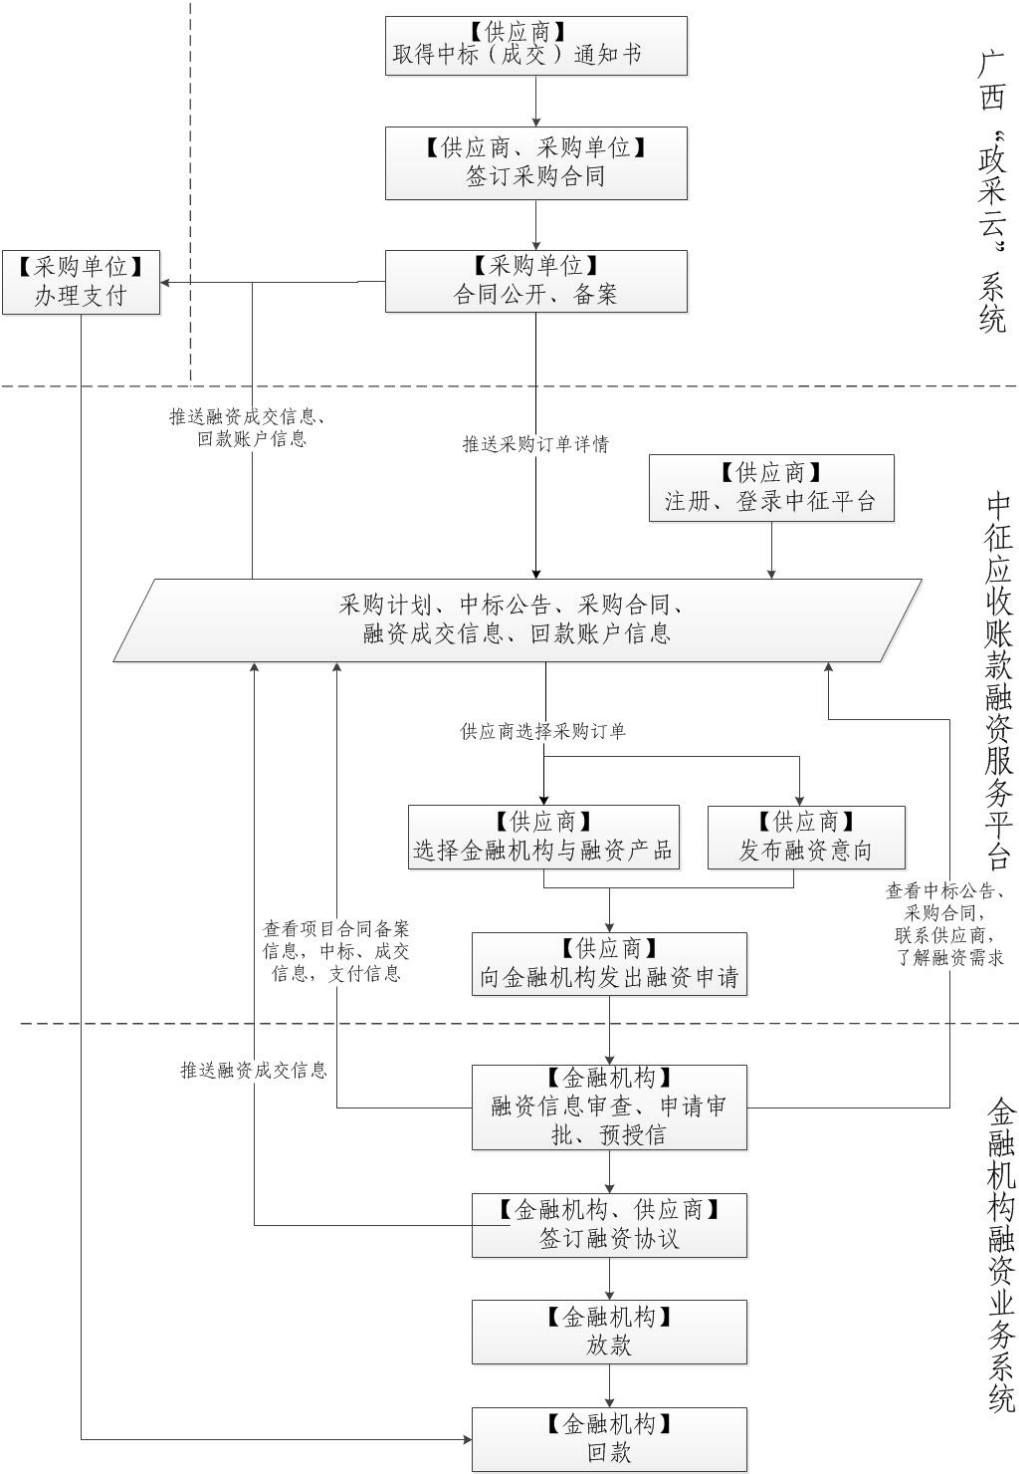 【供应商】
取得中标（成交）通知书
【供应商、采购单位】
签订采购合同
【采购单位】
合同公开、备案
【采购单位】
办理支付
广西“政采云”系统
推送融资成交信息、
回款账户信息
推送采购订单详情
【供应商】
注册、登录中征平台
采购计划、中标公告、采购合同、
融资成交信息、回款账户信息
中征应收账款融资服务平台
供应商选择采购订单
【供应商】
选择金融机构与融资产品
【供应商】
发布融资意向
查看中标公告、
采购合同，
联系供应商，
了解融资需求
查看项目合同备案
信息，中标、成交
信息，支付信息
【供应商】
向金融机构发出融资申请
推送融资成交信息
【金融机构】
融资信息审查、申请审
批、预授信
金融机构融资业务系统
【金融机构、供应商】
签订融资协议
【金融机构】
放款
【金融机构】
回款